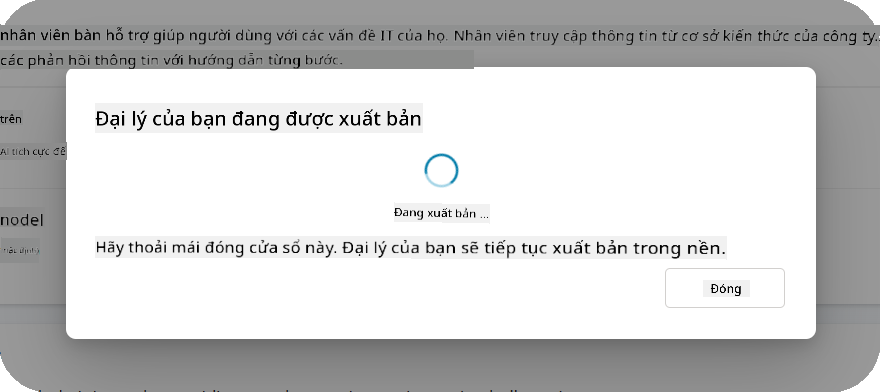 nhân viên bàn hỗ trợ giúp người dùng với các vấn đề IT của họ. Nhân viên truy cập thông tin từ cơ sở kiến thức của công ty..
các phản hồi thông tin với hướng dẫn từng bước.
Đại lý của bạn đang được xuất bản
trên
AI tích cực để
Đang xuất bản ...
nodel
Hãy thoải mái đóng cửa sổ này. Đại lý của bạn sẽ tiếp tục xuất bản trong nền.
Đóng